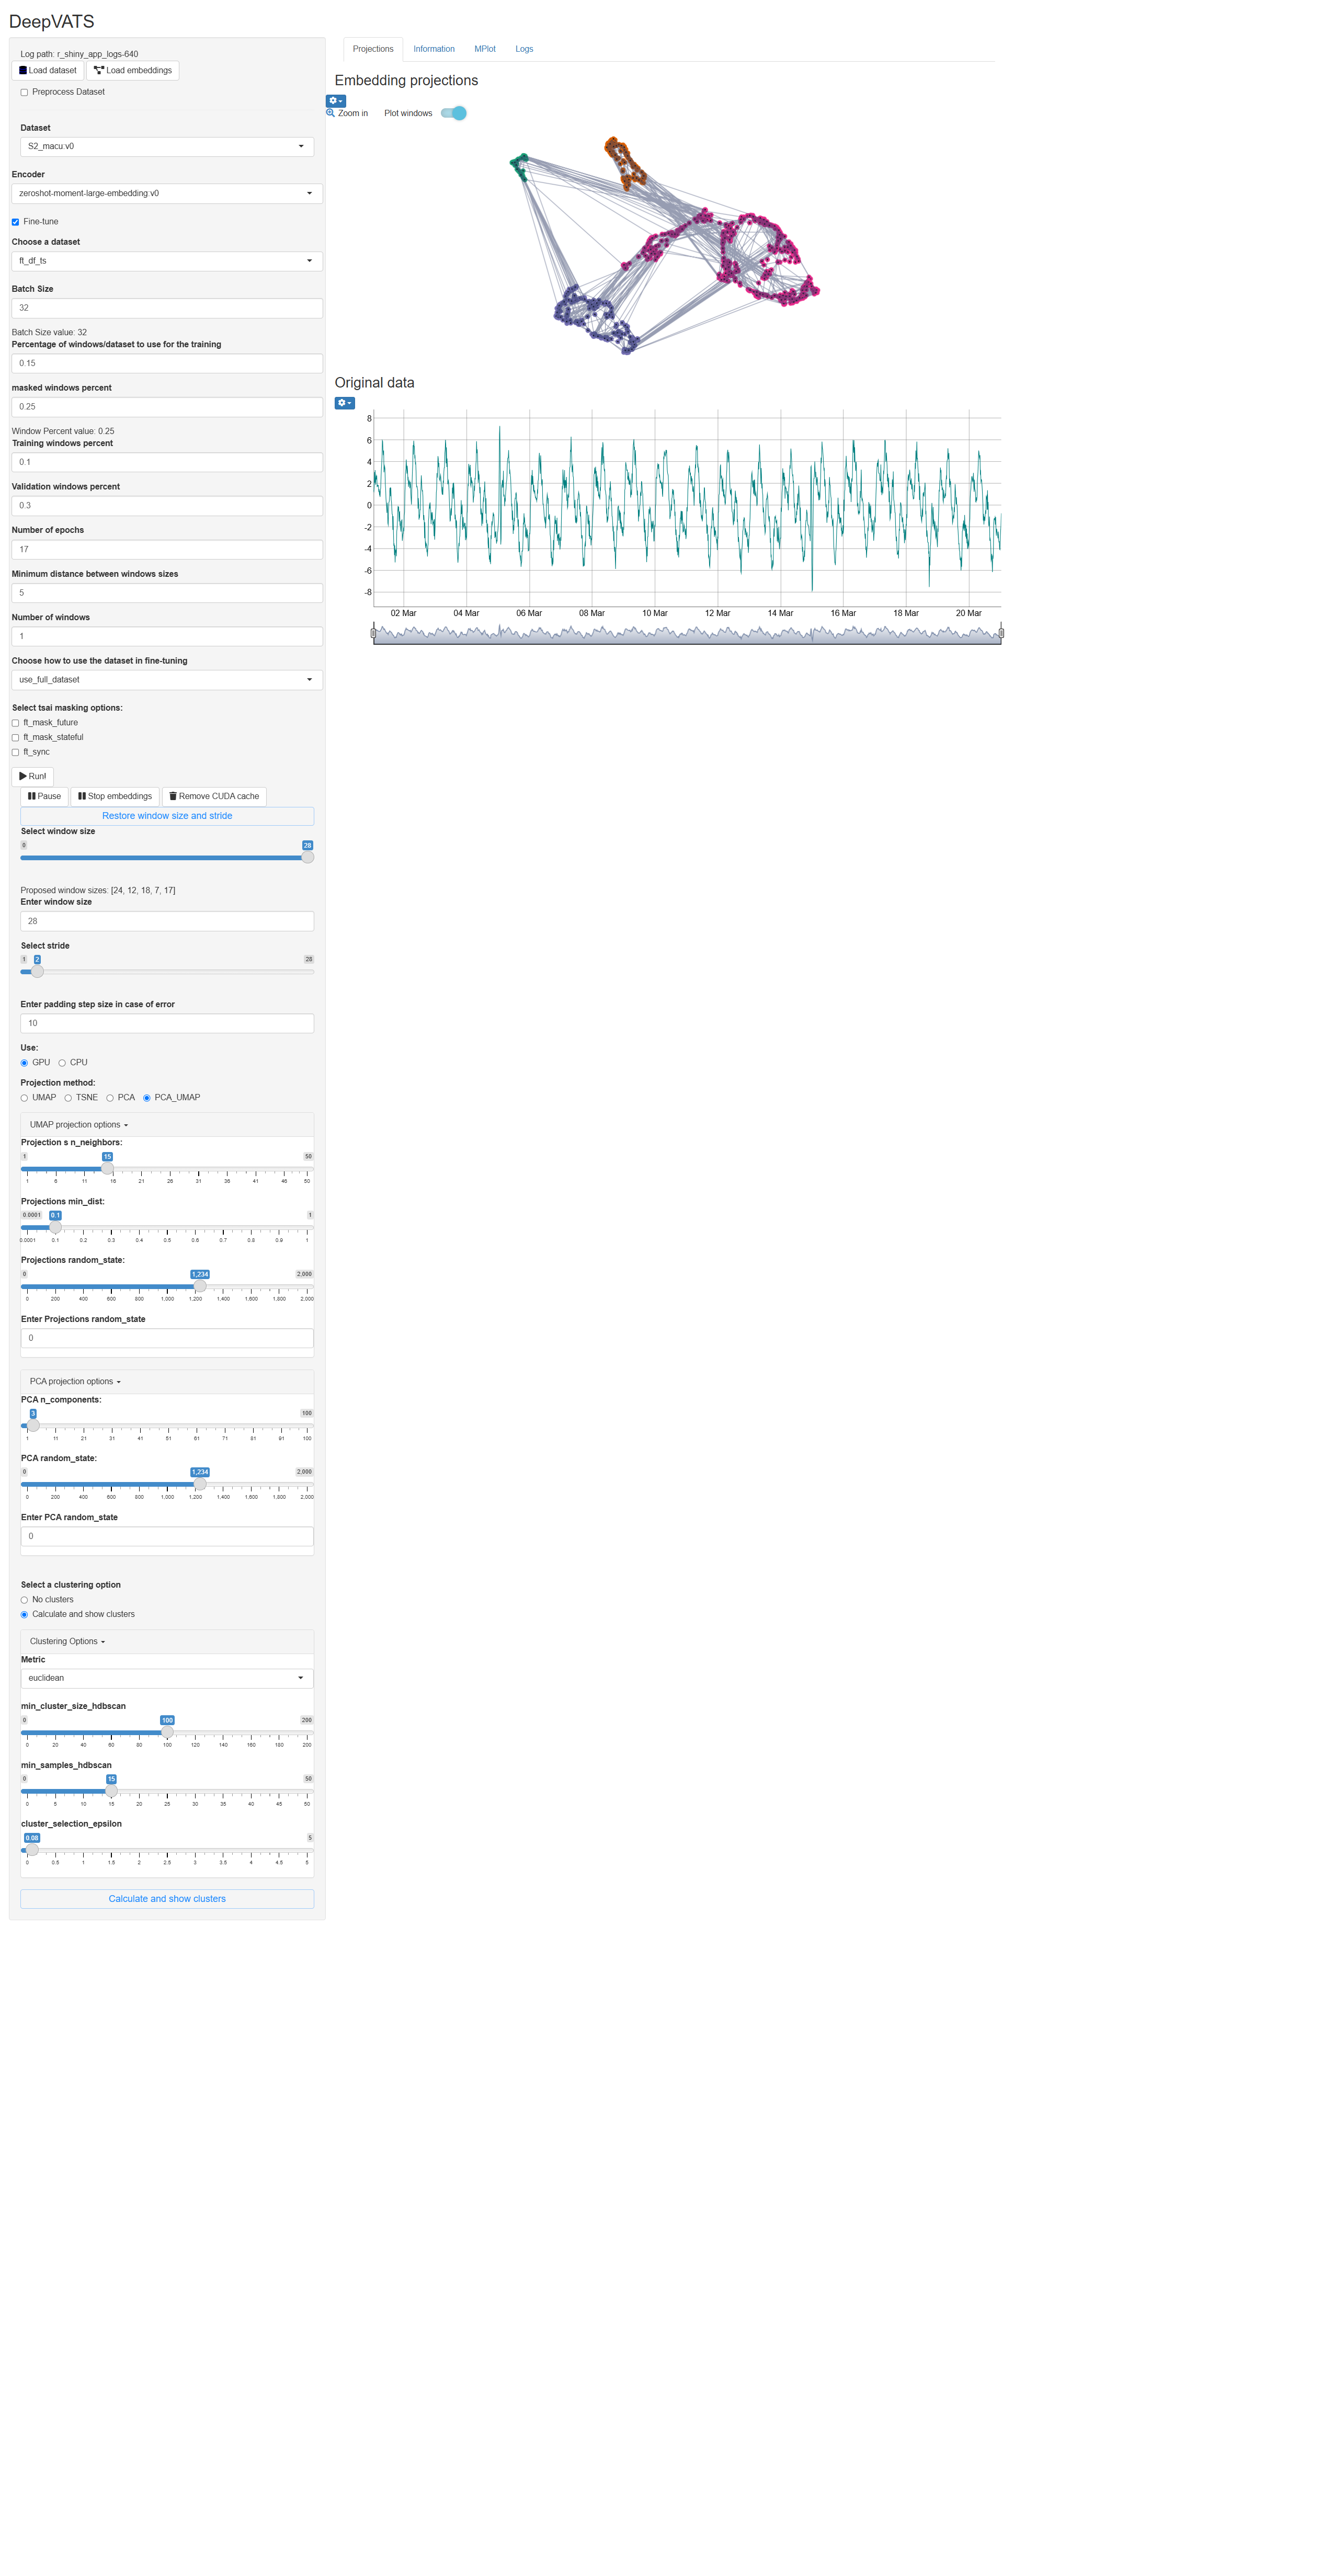 DeepVATS
Log path: r_shiny_app_logs-640
Load dataset Load embeddings
Preprocess Dataset
Dataset
S2_macu:v0
Encoder
zeroshot-moment-large-embedding:v0
Fine-tune
Choose a dataset
ft_df_ts
Batch Size
32
Batch Size value: 32
Percentage of windows/dataset to use for the training
0.15
masked windows percent
0.25
Window Percent value: 0.25
Training windows percent
0.1
Validation windows percent
0.3
Number of epochs
17
Minimum distance between windows sizes
5
Number of windows
1
Choose how to use the dataset in fine-tuning
use_full_dataset
Select tsai masking options:
ft_mask_future
ft_mask_stateful
ft_sync
Run!
Pause Stop embeddings Remove CUDA cache
Restore window size and stride
Select window size
0 28
Proposed window sizes: [24, 12, 18, 7, 17]
Enter window size
28
Select stride
1 2 28
Enter padding step size in case of error
10
Use:
GPU CPU
Projection method:
UMAP TSNE PCA PCA_UMAP
UMAP projection options
Projection s n_neighbors:
1 15 50
1 6 11 16 21 26 31 36 41 46 50
Projections min_dist:
0.0001 0.1 1
0.0001 0.1 0.2 0.3 0.4 0.5 0.6 0.7 0.8 0.9 1
Projections random_state:
0 1,234 2,000
0 200 400 600 800 1,000 1,200 1,400 1,600 1,800 2,000
Enter Projections random_state
0
PCA projection options
PCA n_components:
3 100
1 11 21 31 41 51 61 71 81 91 100
PCA random_state:
0 1,234 2,000
0 200 400 600 800 1,000 1,200 1,400 1,600 1,800 2,000
Enter PCA random_state
0
Select a clustering option
No clusters
Calculate and show clusters
Clustering Options
Metric
euclidean
min_cluster_size_hdbscan
0 100 200
0 20 40 60 80 100 120 140 160 180 200
min_samples_hdbscan
0 15 50
0 5 10 15 20 25 30 35 40 45 50
cluster_selection_epsilon
0.08 5
0 0.5 1 1.5 2 2.5 3 3.5 4 4.5 5
Calculate and show clusters
Projections Information MPlot Logs
Embedding projections
Zoom in Plot windows
Original data
8
6
4
2
0
-2
-4
-6
-8
02 Mar 04 Mar 06 Mar 08 Mar 10 Mar 12 Mar 14 Mar 16 Mar 18 Mar 20 Mar